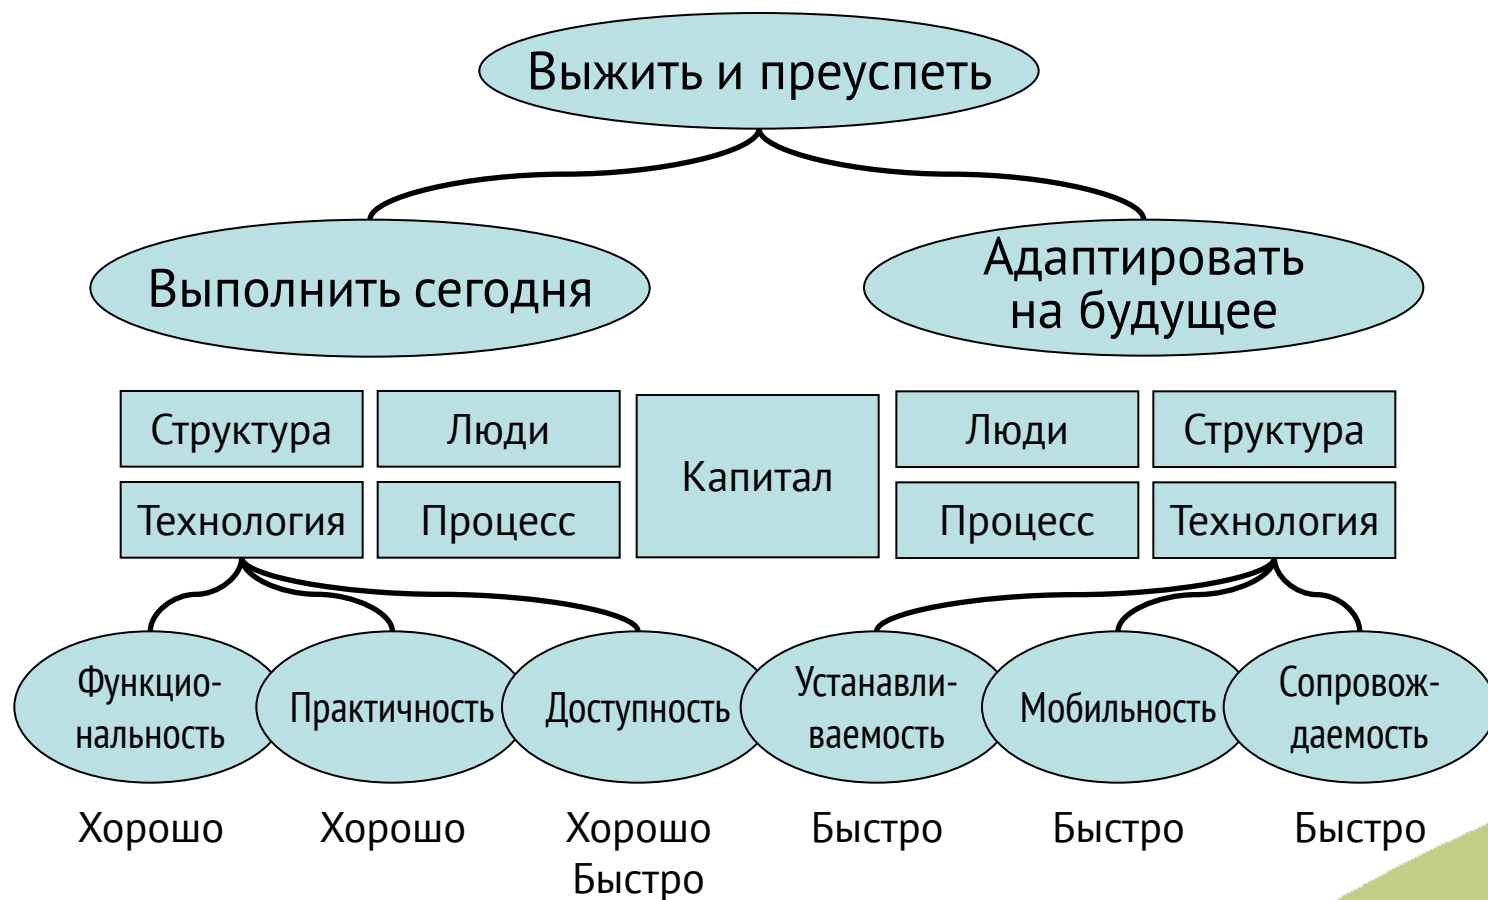 Выжить и преуспеть
Выполнить сегодня
Адаптировать
на будущее
Структура
Люди
Капитал
Люди
Структура
Технология
Процесс
Процесс
Технология
Функцио-
нальность
Практичность
Доступность
Устанавли-
ваемость
Мобильность
Сопровож-
даемость
Хорошо
Хорошо
Хорошо
Быстро
Быстро
Быстро
Быстро